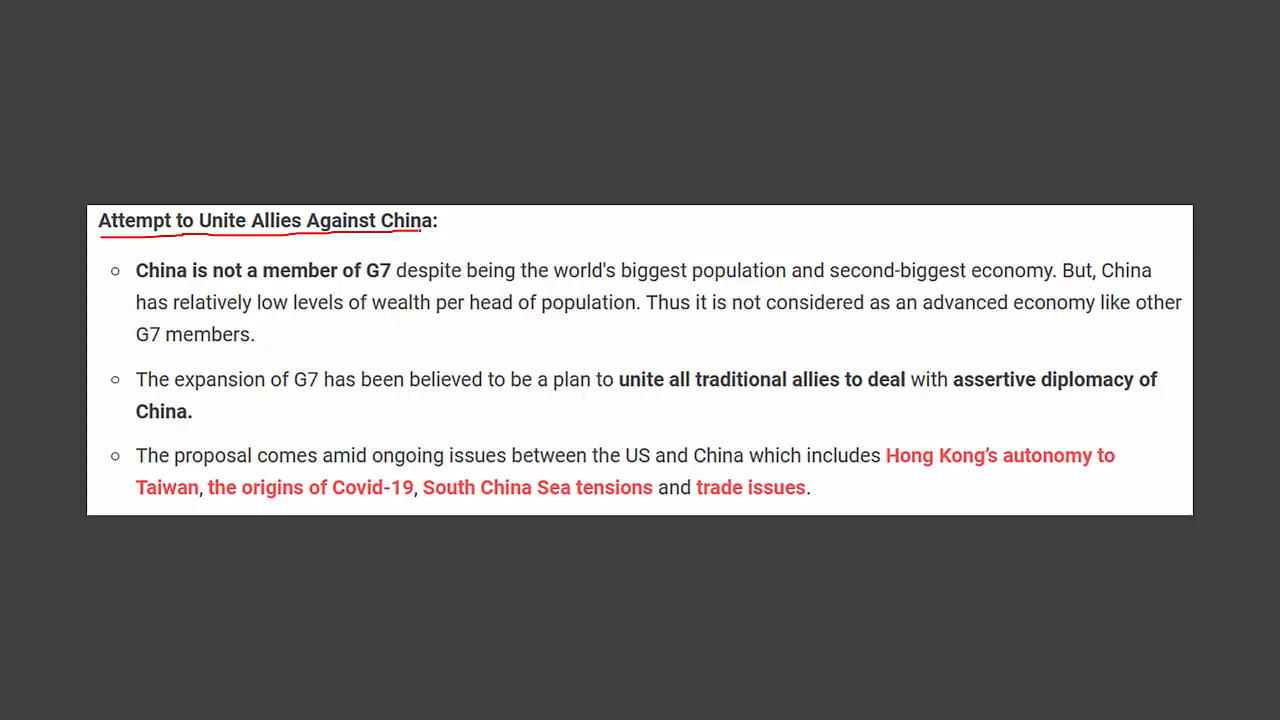 Attempt to Unite Allies Against China:
China is not a member of G7 despite being the world's biggest population and second-biggest economy. But, China
has relatively low levels of wealth per head of population. Thus it is not considered as an advanced economy like other
G7 members.
The expansion of G7 has been believed to be a plan to unite all traditional allies to deal with assertive diplomacy of
China.
The proposal comes amid ongoing issues between the US and China which includes Hong Kong’s autonomy to
Taiwan, the origins of Covid-19, South China Sea tensions and trade issues.